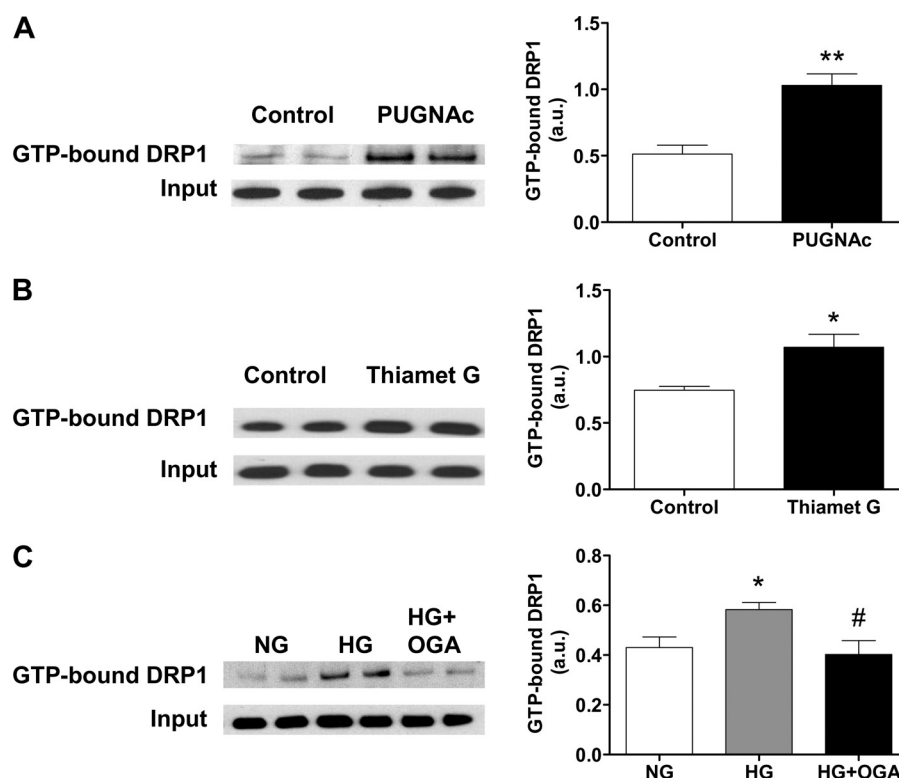 A
Control PUGNAc
GTP-bound DRP1
Input
GTP-bound DRP1
(a.u.)
1.5
1.0
0.5
0.0
**
Control PUGNAc
B
Control Thiamet G
GTP-bound DRP1
Input
GTP-bound DRP1
(a.u.)
1.5
1.0
0.5
0.0
*
Control Thiamet G
C
NG HG HG+
OGA
GTP-bound DRP1
Input
GTP-bound DRP1
(a.u.)
0.8
0.6
0.4
0.2
0.0
*
#
NG HG HG+OGA